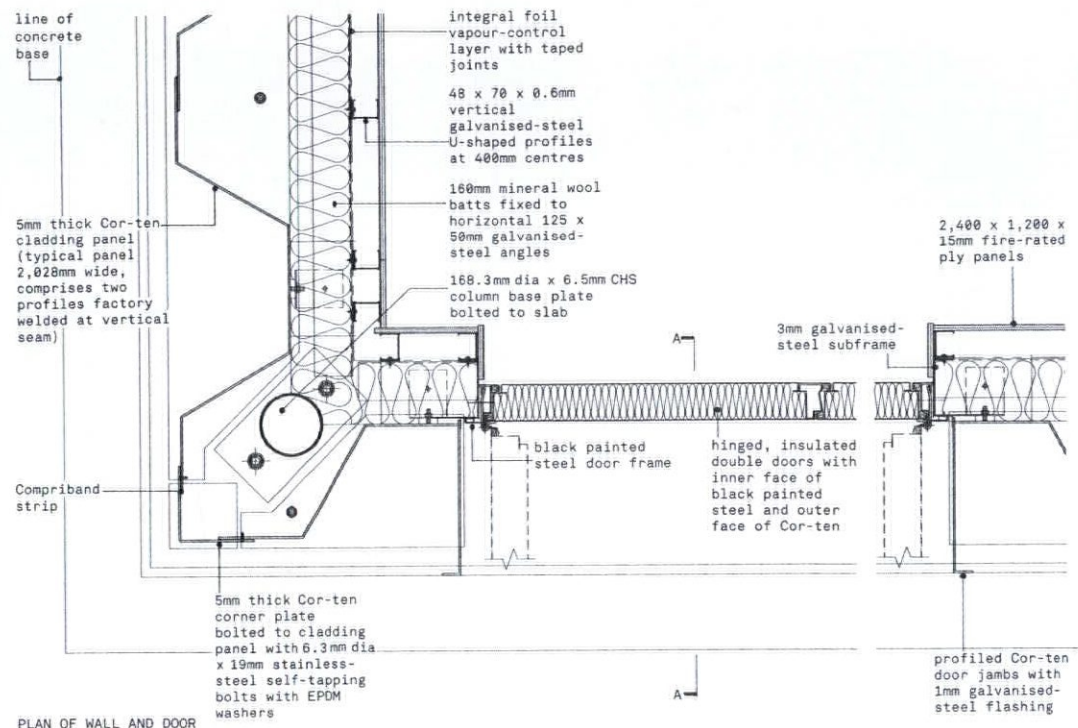 line of
concrete
base
integral foil
vapour-control
layer with taped
joints
48 x 70 x 0.6mm
vertical
galvanised-steel
U-shaped profiles
at 400mm centres
160mm mineral wool
batts fixed to
horizontal 125 x
50mm galvanised-
steel angles
168.3mm dia x 6.5mm CHS
column base plate
bolted to slab
5mm thick Cor-ten
cladding panel
(typical panel
2,028mm wide,
comprises two
profiles factory
welded at vertical
seam)
2,400 x 1,200 x
15mm fire-rated
ply panels
3mm galvanised-
steel subframe
A
black painted
steel door frame
hinged, insulated
double doors with
inner face of
black painted
steel and outer
face of Cor-ten
Compriband
strip
5mm thick Cor-ten
corner plate
bolted to cladding
panel with 6.3mm dia
x 19mm stainless-
steel self-tapping
bolts with EPDM
washers
A
profiled Cor-ten
door jambs with
1mm galvanised-
steel flashing
PLAN OF WALL AND DOOR